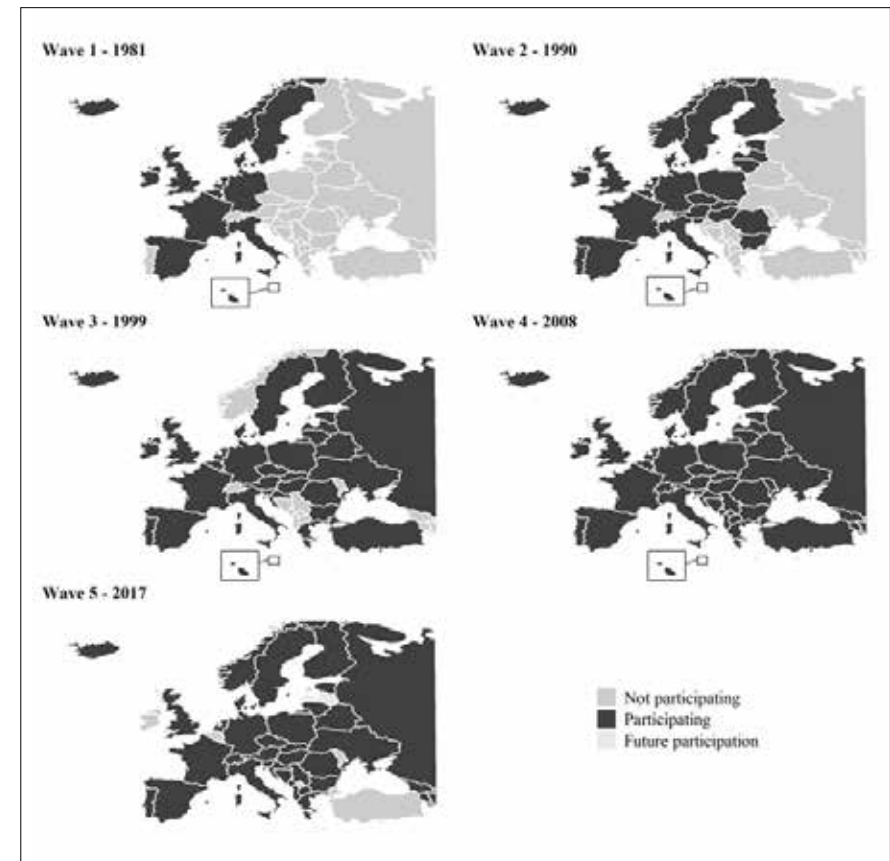 Wave 1 - 1981
Wave 2 - 1990
Wave 3 - 1999
Wave 4 - 2008
Wave 5 - 2017
Not participating
Participating
Future participation